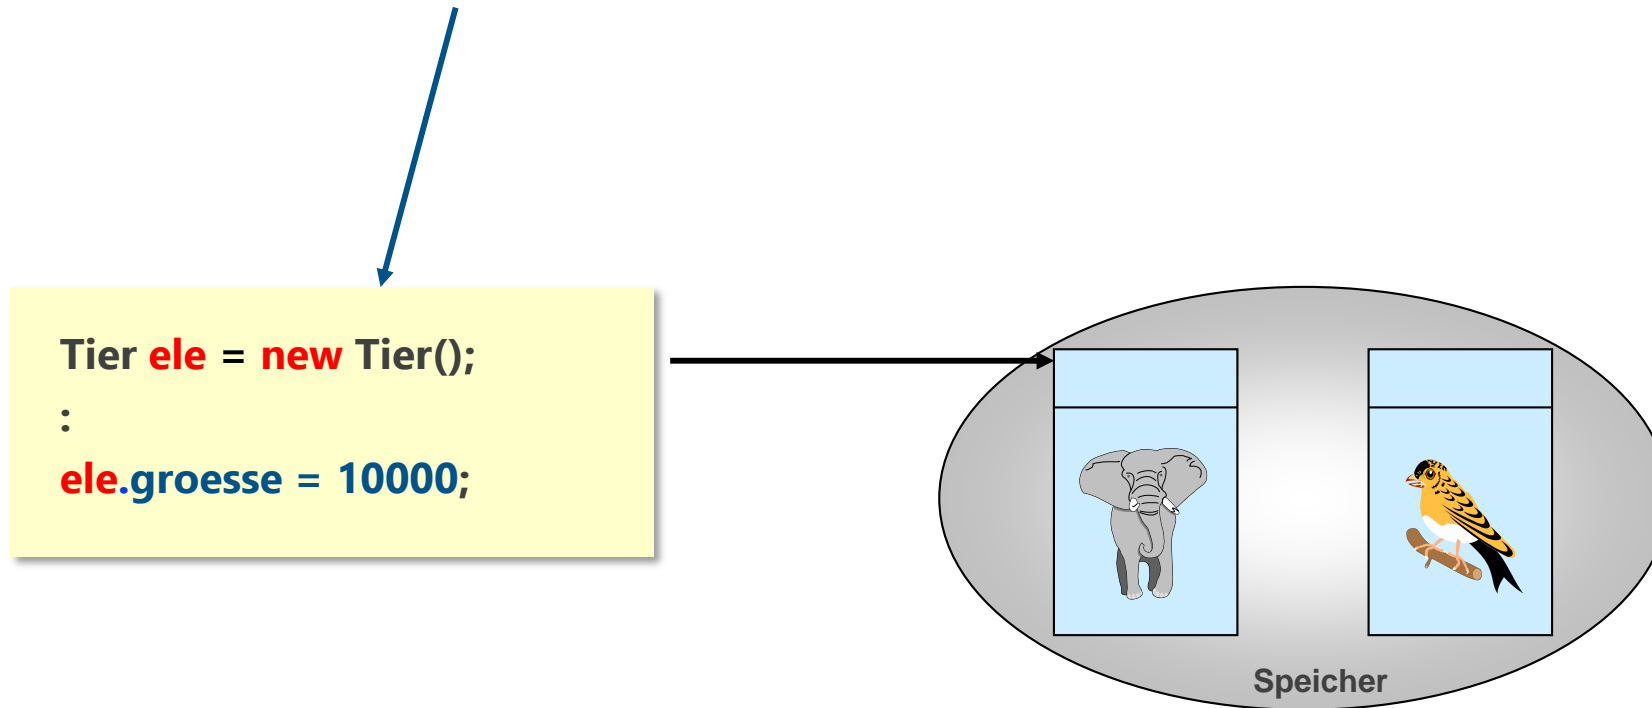 Tier ele = new Tier();
:
ele.groesse = 10000;
Speicher